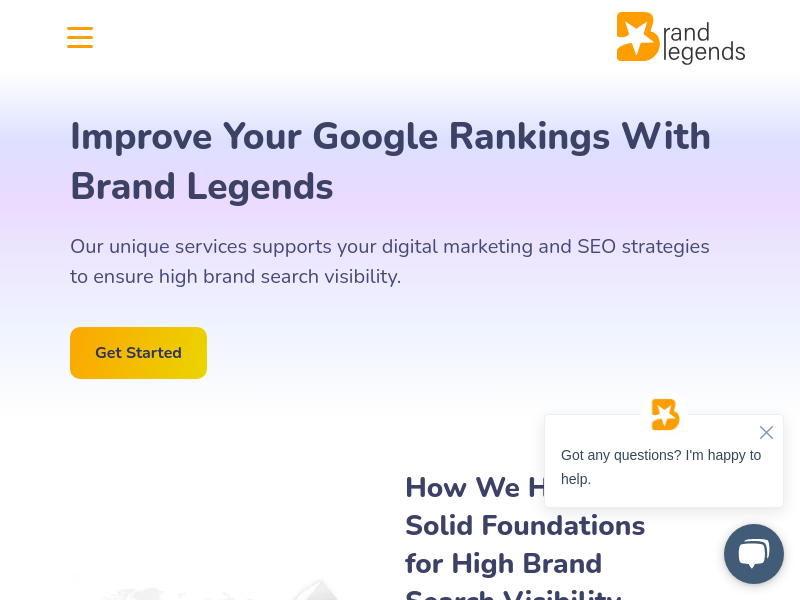 rand
legends
Improve Your Google Rankings With
Brand Legends
Our unique services supports your digital marketing and SEO strategies
to ensure high brand search visibility.
Get Started
Got any questions? I'm happy to
help.
How We H
Solid Foundations
for High Brand
Search Visibility